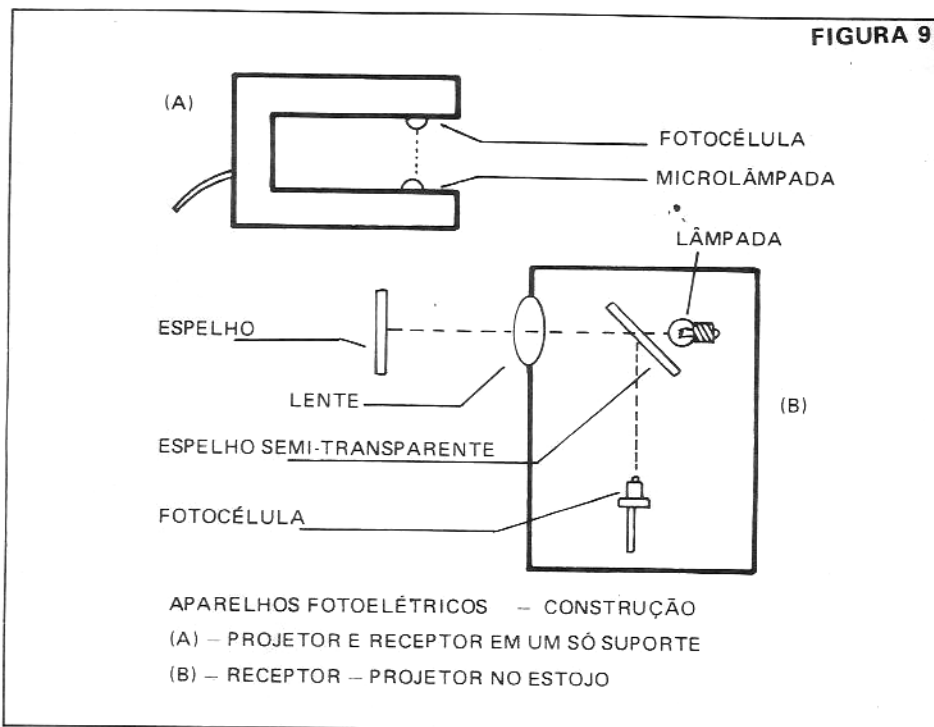 FIGURA 9
(A)
FOTOCÉLULA
MICROLÂMPADA
LÂMPADA
ESPELHO
LENTE
(B)
ESPELHO SEMI-TRANSPARENTE
FOTOCÉLULA
APARELHOS FOTOELÉTRICOS — CONSTRUÇÃO
(A) — PROJETOR E RECEPTOR EM UM SÓ SUPORTE
(B) — RECEPTOR — PROJETOR NO ESTOJO